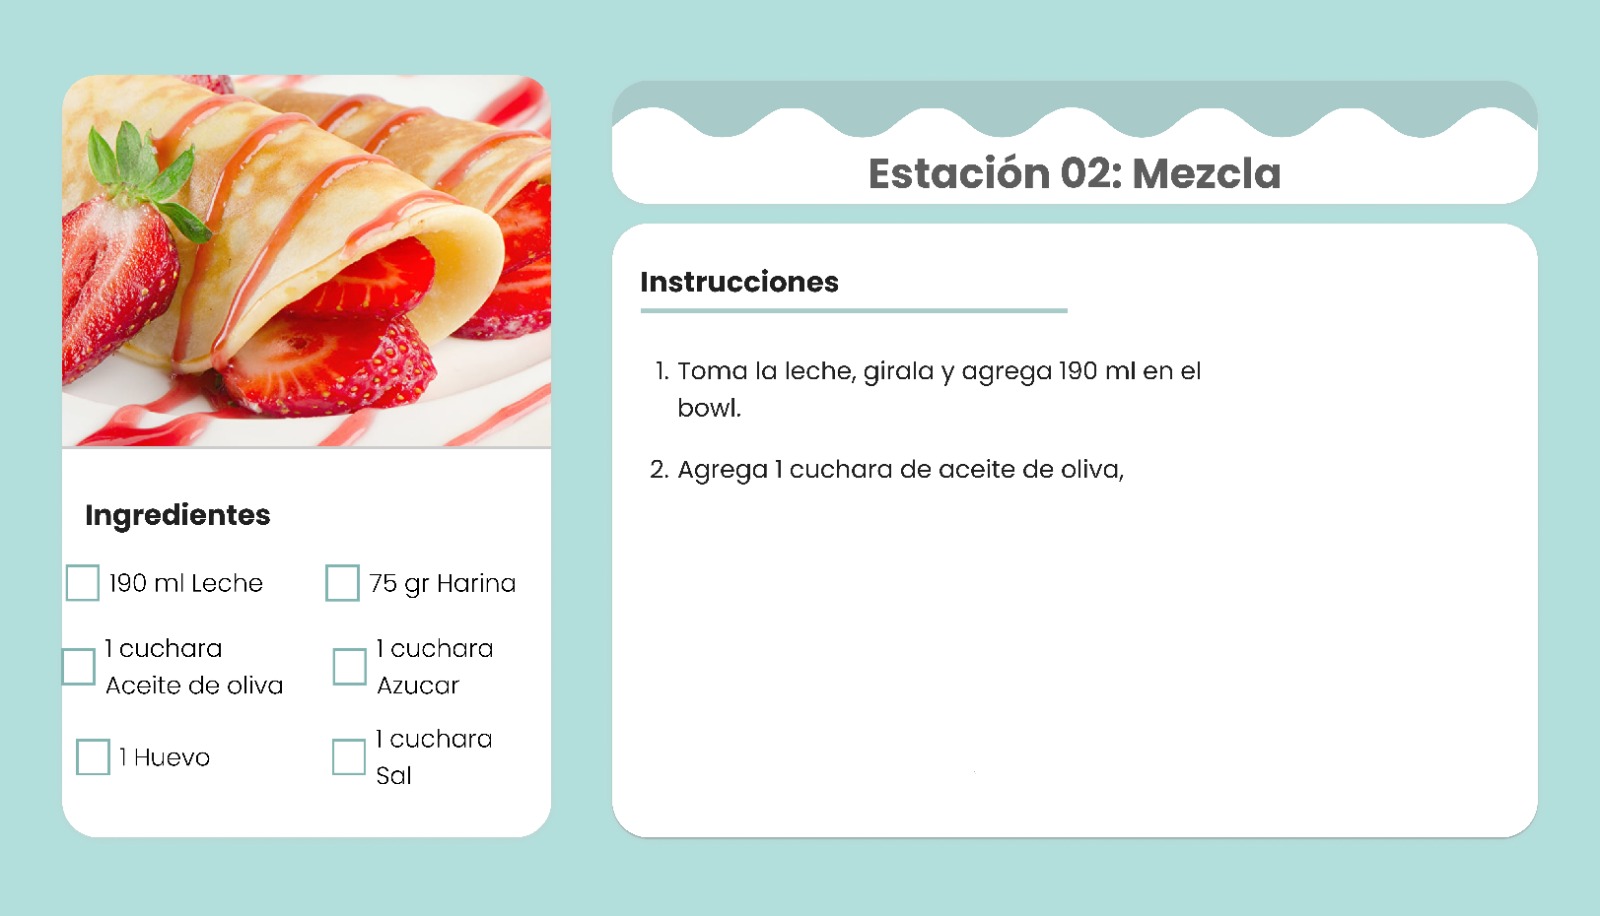 Estación 02: Mezcla
Instrucciones
1. Toma la leche, girala y agrega 190 ml en el
bowl.
2. Agrega 1 cuchara de aceite de oliva,
Ingredientes
190 ml Leche
75 gr Harina
1 cuchara
Aceite de oliva
1 cuchara
Azucar
1 Huevo
1 cuchara
Sal